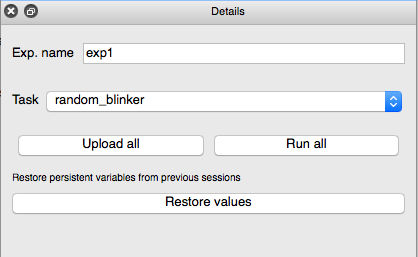 Details
Exp. name exp1
Task random_blinker
Upload all Run all
Restore persistent variables from previous sessions
Restore values